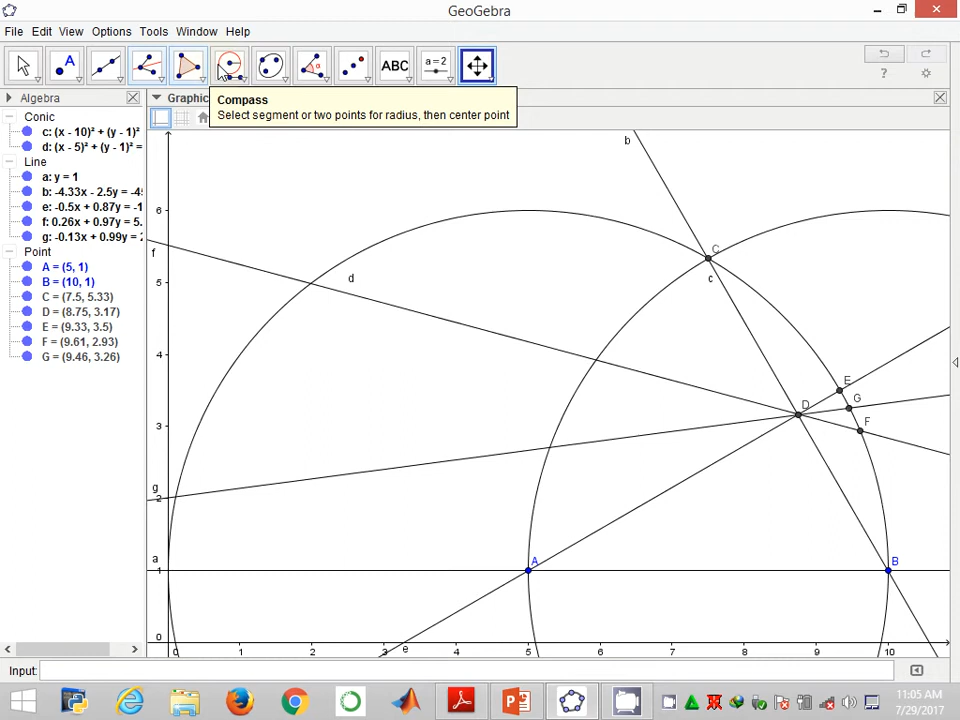 GeoGebra
File Edit View Options Tools Window Help
A
ABC
a = 2
?
Compass
Select segment or two points for radius, then center point
Algebra
Graphic
Conic
c: (x - 10)² + (y - 1)²
d: (x - 5)² + (y - 1)² =
Line
a: y = 1
b: -4.33x - 2.5y = -4
e: -0.5x + 0.87y = -1
f: 0.26x + 0.97y = 5.
g: -0.13x + 0.99y =
Point
A = (5, 1)
B = (10, 1)
C = (7.5, 5.33)
D = (8.75, 3.17)
E = (9.33, 3.5)
F = (9.61, 2.93)
G = (9.46, 3.26)
b
6
C
f
d
c
5
4
E
D
G
3
F
g
2
a
A
B
1
0
e
0 1 2 3 4 5 6 7 8 9 10
Input:
11:05 AM
7/29/2017